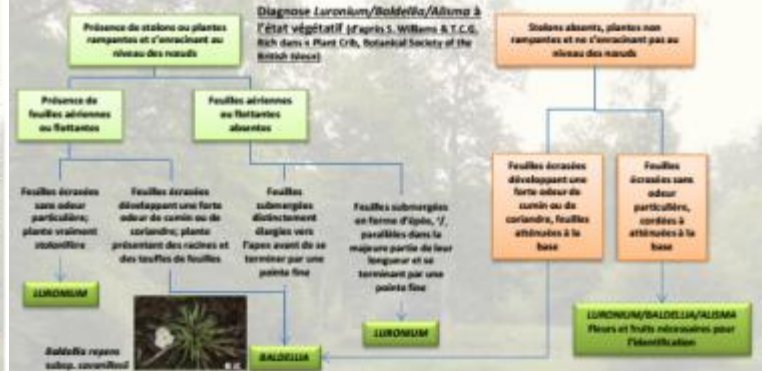 Diagnose Luronium/Baldellia/Alisma à
l'état végétatif (d'après S. Williams & T.C.G.
Rich dans « Plant Crib, Botanical Society of the
British Isles»)
Présence de stolons ou plantes
rampantes et s'enracinant au
niveau des nœuds
Stolons absents, plantes non
rampantes et ne s'enracinant pas au
niveau des nœuds
Présence de
feuilles aériennes
ou flottantes
Feuilles aériennes
ou flottantes
absentes
Feuilles écrasées
sans odeur
particulière;
plante vraiment
stolonifère
Feuilles écrasées
développant une forte
odeur de cumin ou de
coriandre; plante
présentant des racines et
des touffes de feuilles
Feuilles
submergées
distinctement
élargies vers
l'apex avant de se
terminer par une
pointe fine
Feuilles submergées
en forme d'épée, '/,
parallèles dans la
majeure partie de leur
longueur et se
terminant par une
pointe fine
Feuilles écrasées
développant une
forte odeur de
cumin ou de
coriandre, feuilles
atténuées à la
base
Feuilles
écrasées sans
odeur
particulière,
cordées à
atténuées à la
base
LURONIUM
LURONIUM
BALDELLIA
LURONIUM/BALDELLIA/ALISMA
Fleurs et fruits nécessaires pour
l'identification
Baldellia repens
subsp. cavanillesii